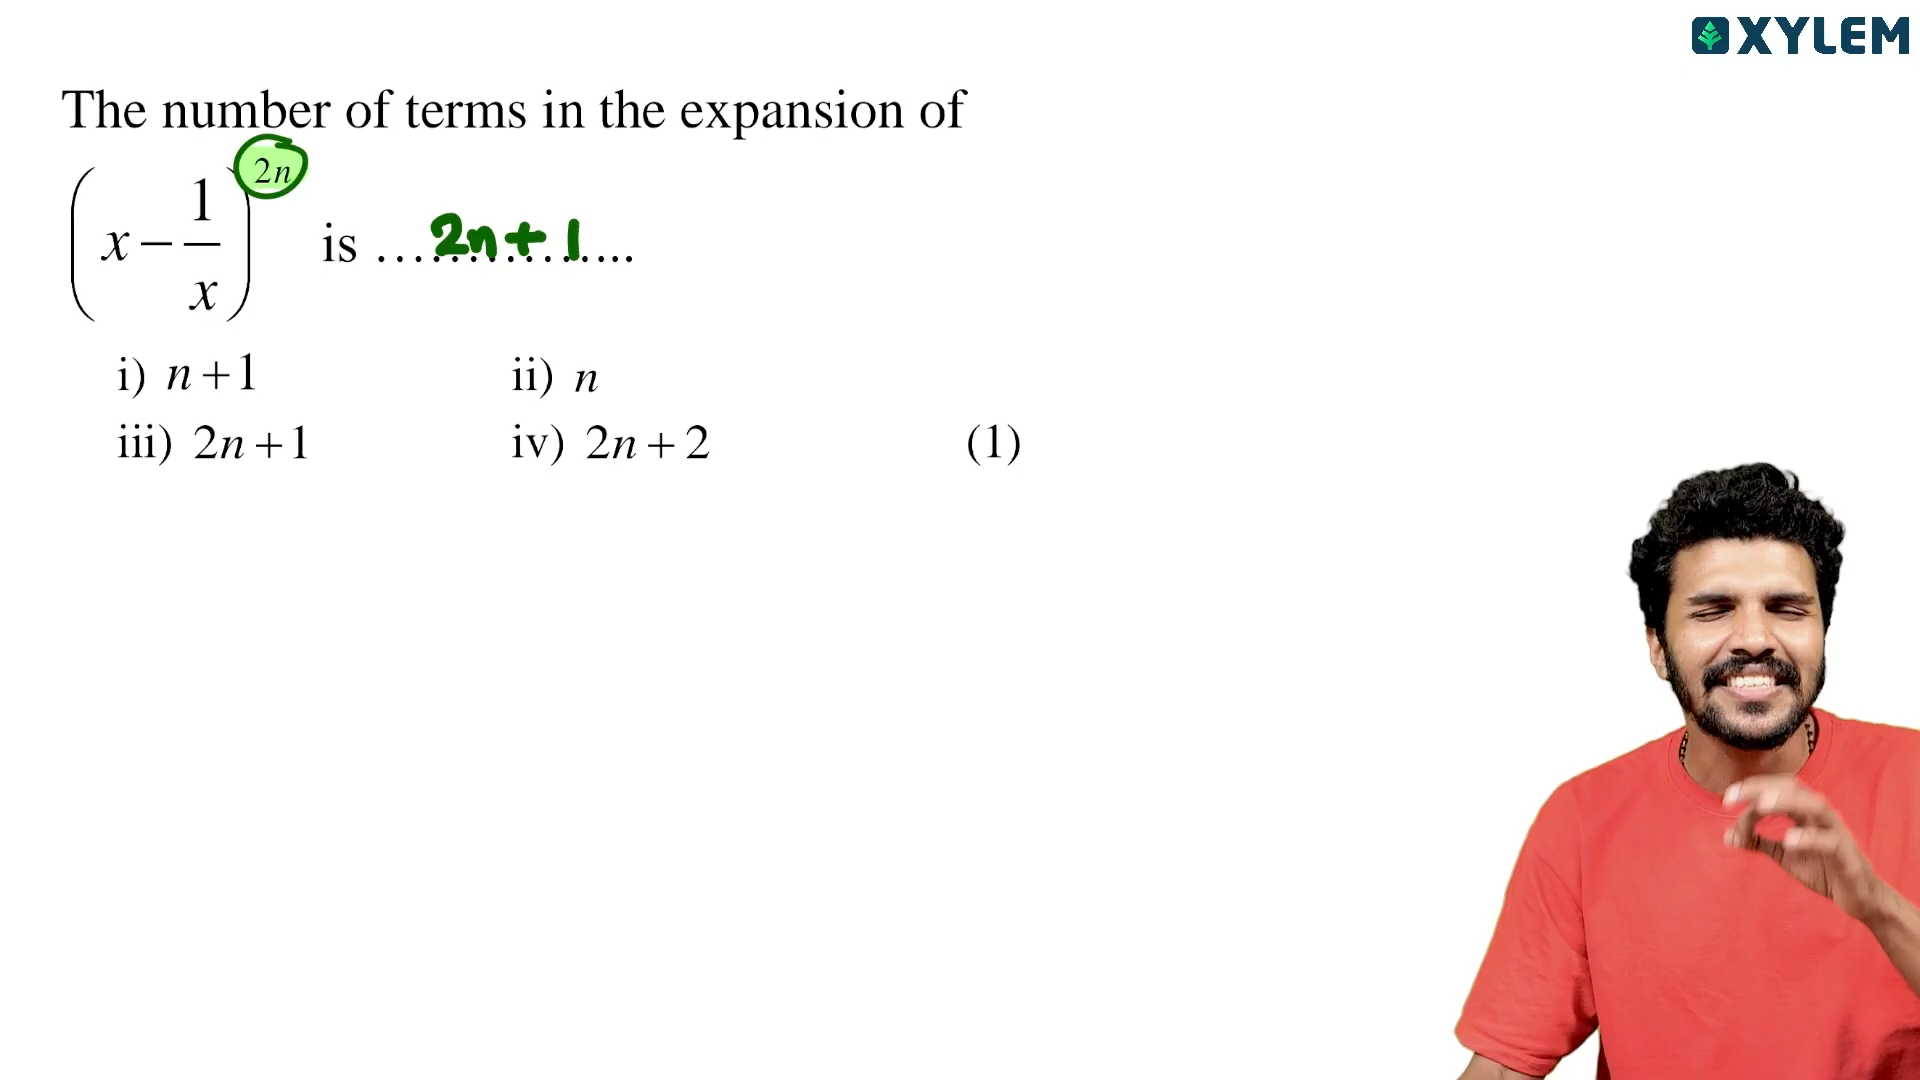 XYLEM
The number of terms in the expansion of
(x − 1/x)^2n is ...2n+1...
i) n+1 ii) n
iii) 2n+1 iv) 2n+2 (1)